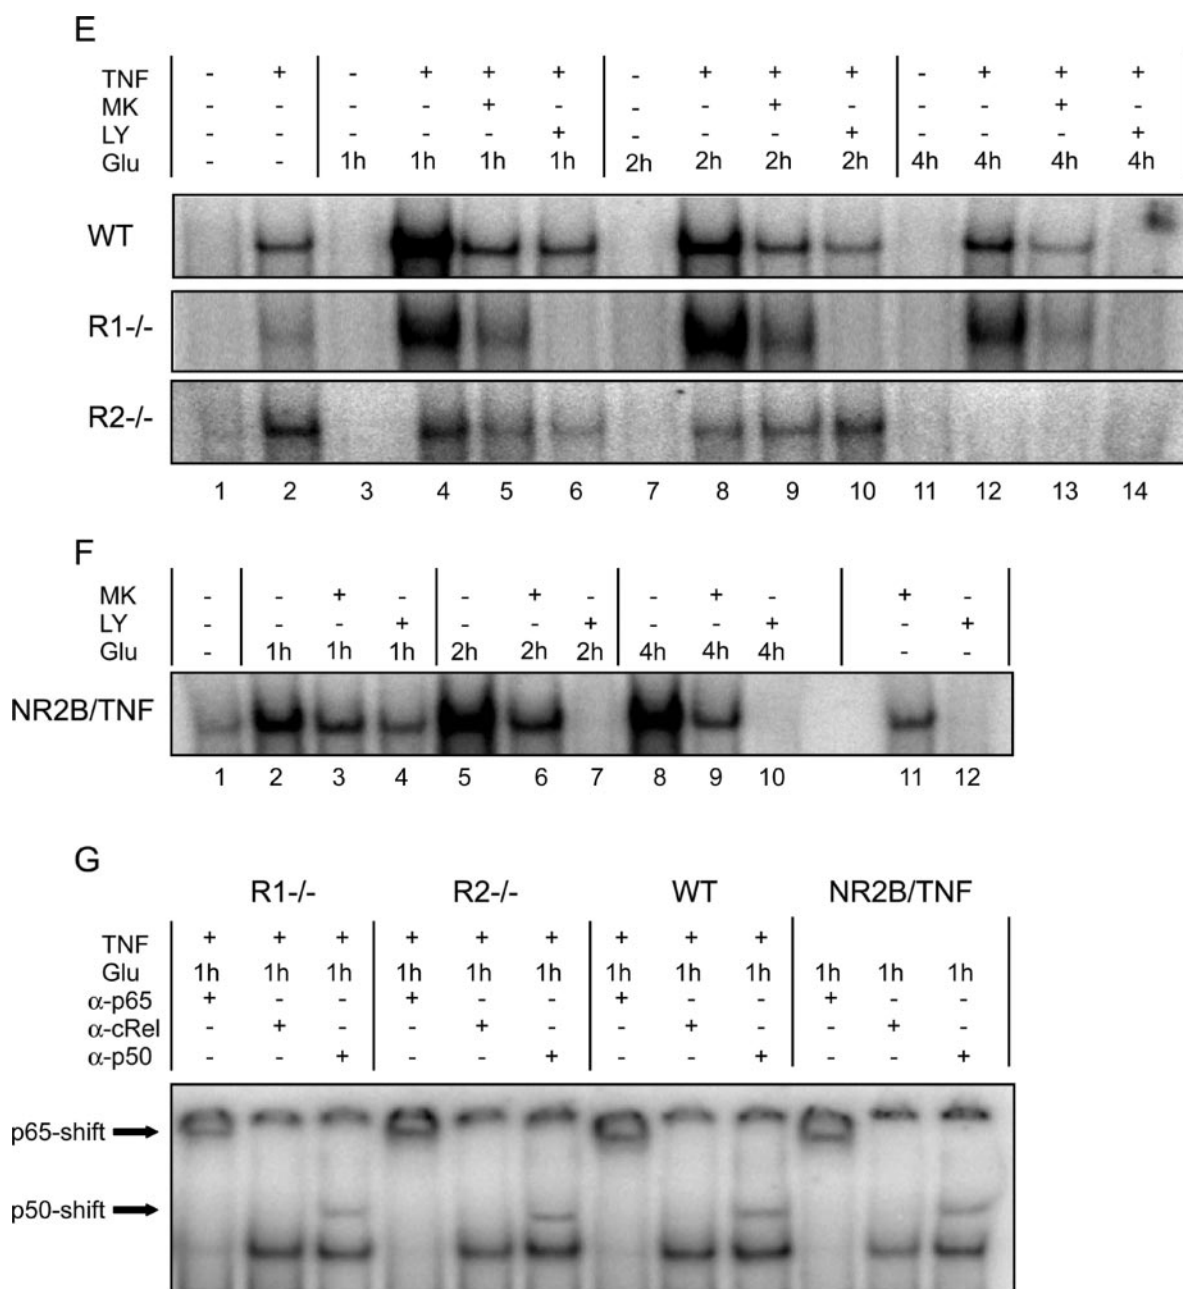 E
TNF - + - + + + - + + + - + + +
MK - - - - + - - - + - - - + -
LY - - - - - + - - - + - - - +
Glu - - 1h 1h 1h 1h 2h 2h 2h 2h 4h 4h 4h 4h
WT
R1-/-
R2-/-
1 2 3 4 5 6 7 8 9 10 11 12 13 14
F
MK - - + - - + - - + - + -
LY - - - + - - + - - + - +
Glu - 1h 1h 1h 2h 2h 2h 4h 4h 4h - -
NR2B/TNF
1 2 3 4 5 6 7 8 9 10 11 12
G
R1-/- R2-/- WT NR2B/TNF
TNF + + + + + + + + +
Glu 1h 1h 1h 1h 1h 1h 1h 1h 1h 1h 1h 1h
α-p65 + - - + - - + - - + - -
α-cRel - + - - + - - + - - + -
α-p50 - - + - - + - - + - - +
p65-shift
p50-shift